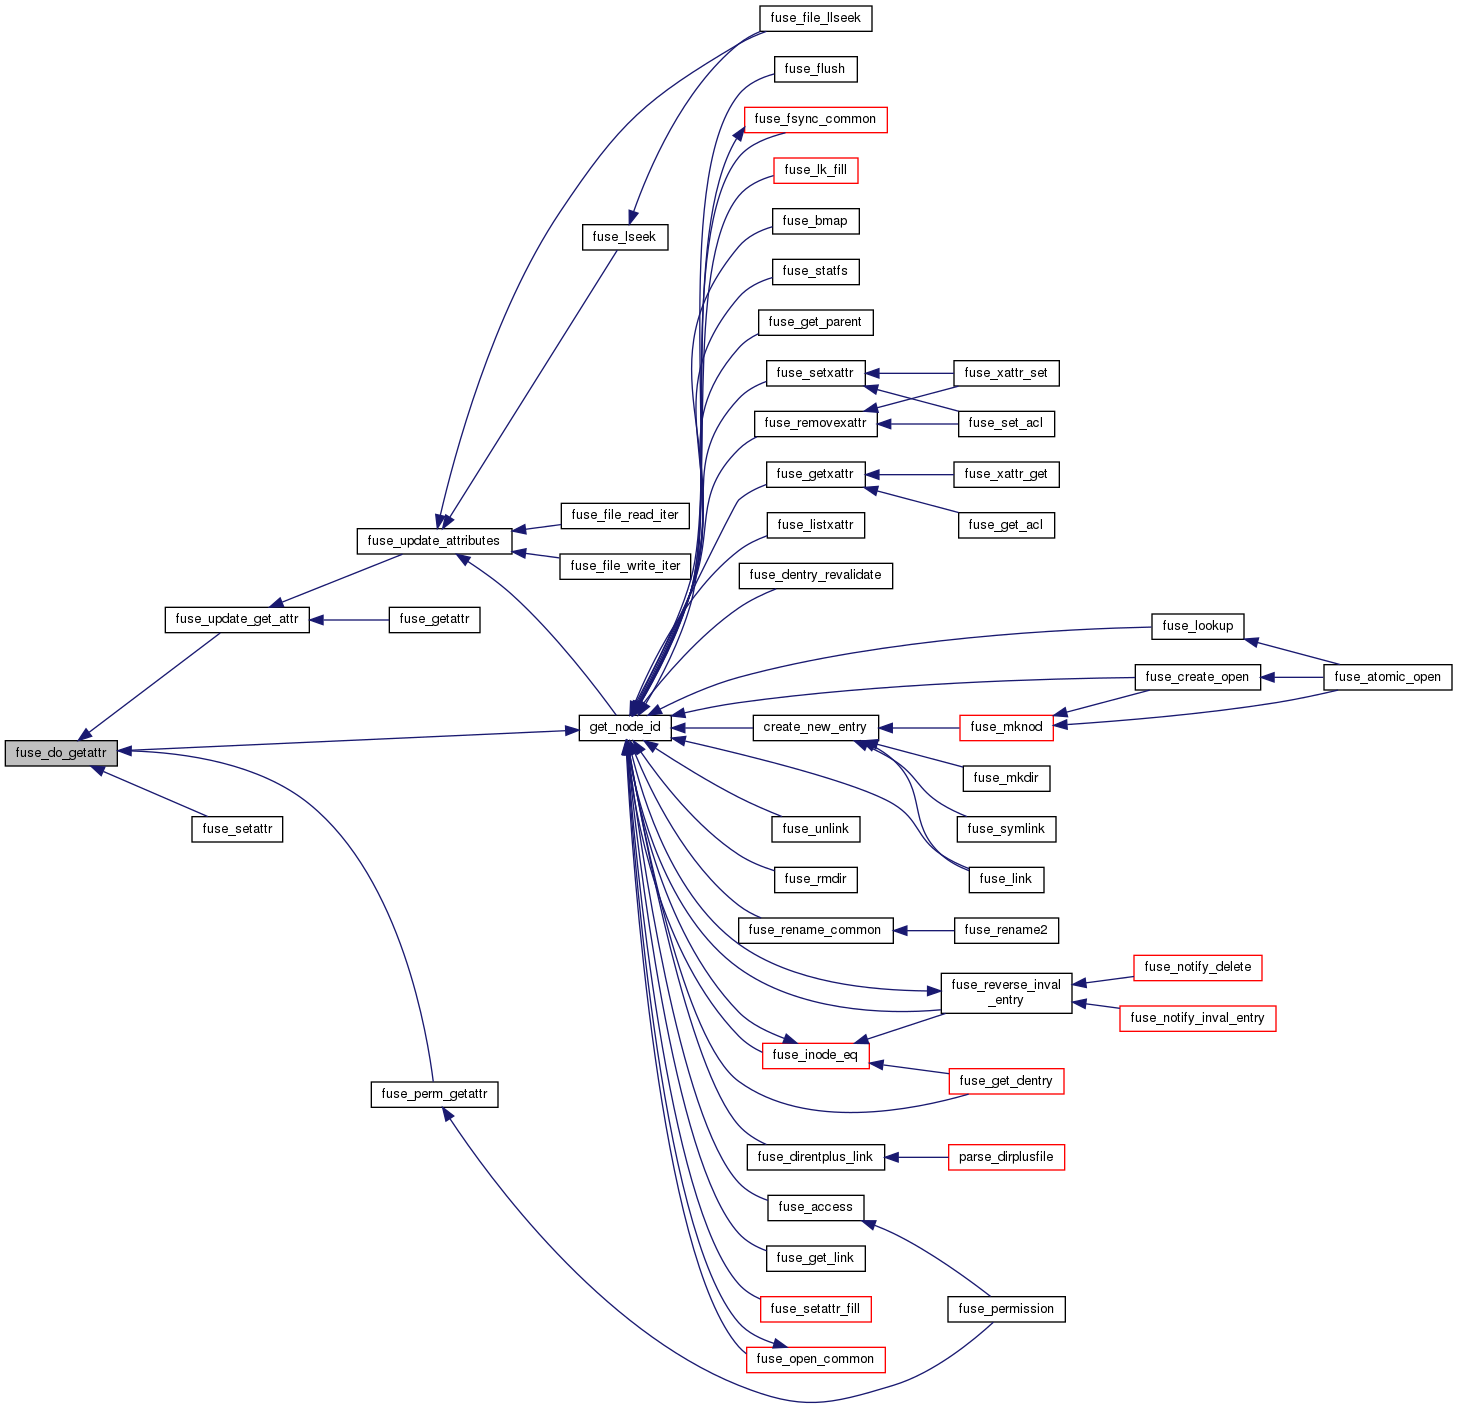 fuse_file_llseek
fuse_flush
fuse_fsync_common
fuse_lk_fill
fuse_bmap
fuse_lseek
fuse_statfs
fuse_get_parent
fuse_setxattr
fuse_xattr_set
fuse_removexattr
fuse_set_acl
fuse_getxattr
fuse_xattr_get
fuse_file_read_iter
fuse_listxattr
fuse_get_acl
fuse_update_attributes
fuse_file_write_iter
fuse_dentry_revalidate
fuse_update_get_attr
fuse_getattr
fuse_lookup
fuse_create_open
fuse_atomic_open
get_node_id
create_new_entry
fuse_mknod
fuse_do_getattr
fuse_mkdir
fuse_setattr
fuse_unlink
fuse_symlink
fuse_rmdir
fuse_link
fuse_rename_common
fuse_rename2
fuse_notify_delete
fuse_reverse_inval
_entry
fuse_notify_inval_entry
fuse_inode_eq
fuse_get_dentry
fuse_perm_getattr
fuse_direntplus_link
parse_dirplusfile
fuse_access
fuse_get_link
fuse_setattr_fill
fuse_permission
fuse_open_common